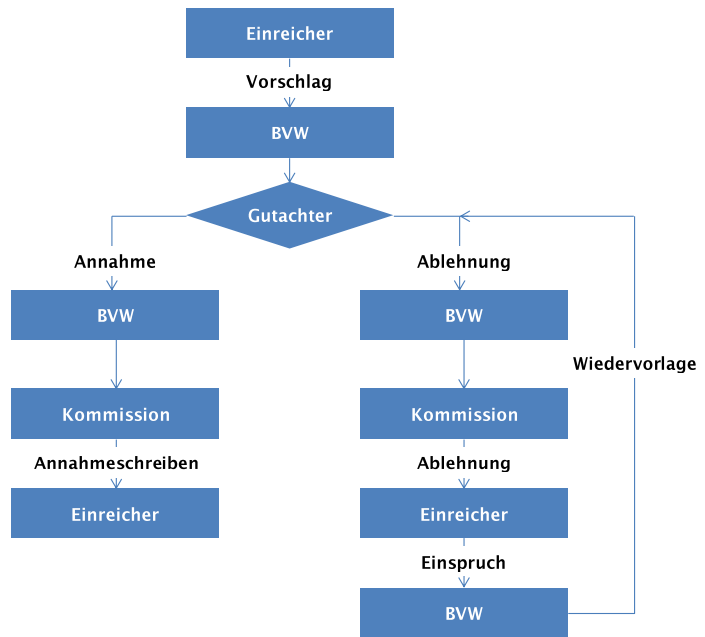 Einreicher
Vorschlag
BVW
Gutachter
Annahme
BVW
Kommission
Annahmeschreiben
Einreicher
Ablehnung
BVW
Kommission
Ablehnung
Einreicher
Einspruch
BVW
Wiedervorlage